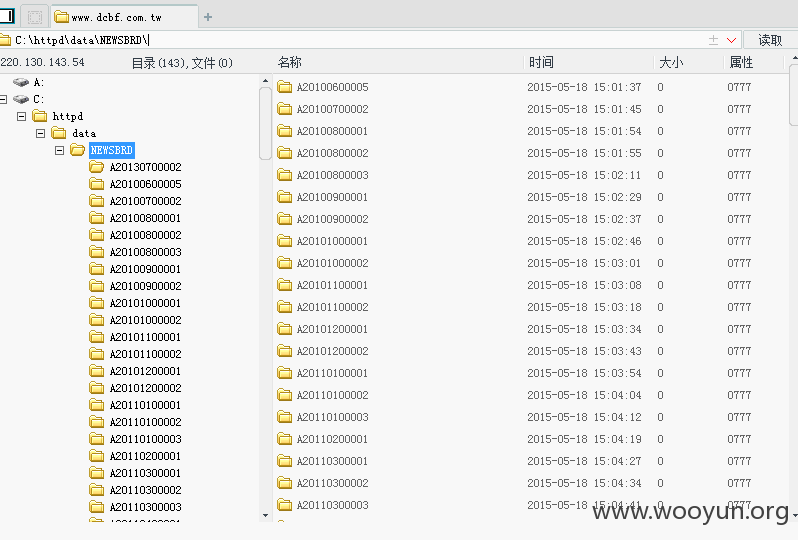 www.dcbf.com.tw
C:\httpd\data\NEWSBRD\
读取
220.130.143.54
目录(143),文件(0)
名称 时间 大小 属性
A:
C:
httpd
data
NEWSBRD
A20130700002
A20100600005
A20100700002
A20100800001
A20100800002
A20100800003
A20100900001
A20100900002
A20101000001
A20101000002
A20101100001
A20101100002
A20101200001
A20101200002
A20110100001
A20110100002
A20110100003
A20110200001
A20110300001
A20110300002
A20110300003
A20100600005 2015-05-18 15:01:37 0 0777
A20100700002 2015-05-18 15:01:45 0 0777
A20100800001 2015-05-18 15:01:54 0 0777
A20100800002 2015-05-18 15:01:55 0 0777
A20100800003 2015-05-18 15:02:11 0 0777
A20100900001 2015-05-18 15:02:29 0 0777
A20100900002 2015-05-18 15:02:37 0 0777
A20101000001 2015-05-18 15:02:46 0 0777
A20101000002 2015-05-18 15:03:01 0 0777
A20101100001 2015-05-18 15:03:08 0 0777
A20101100002 2015-05-18 15:03:18 0 0777
A20101200001 2015-05-18 15:03:34 0 0777
A20101200002 2015-05-18 15:03:43 0 0777
A20110100001 2015-05-18 15:03:54 0 0777
A20110100002 2015-05-18 15:04:04 0 0777
A20110100003 2015-05-18 15:04:12 0 0777
A20110200001 2015-05-18 15:04:19 0 0777
A20110300001 2015-05-18 15:04:27 0 0777
A20110300002 2015-05-18 15:04:34 0 0777
A20110300003 2015-05-18 15:04:41 0 0777
www.wooyun.org